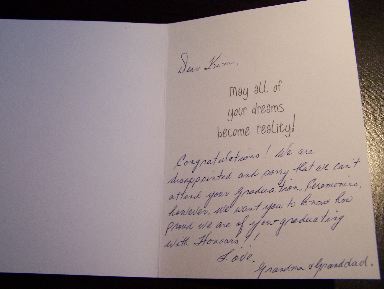 Dear Kim,
May all of
your dreams
become reality!
Congratulations! We are
disappointed and sorry that we can't
attend your graduation Ceremonies,
however, we want you to know how
proud we are of your graduating
with Honours!!
Love,
Grandma & Granddad.